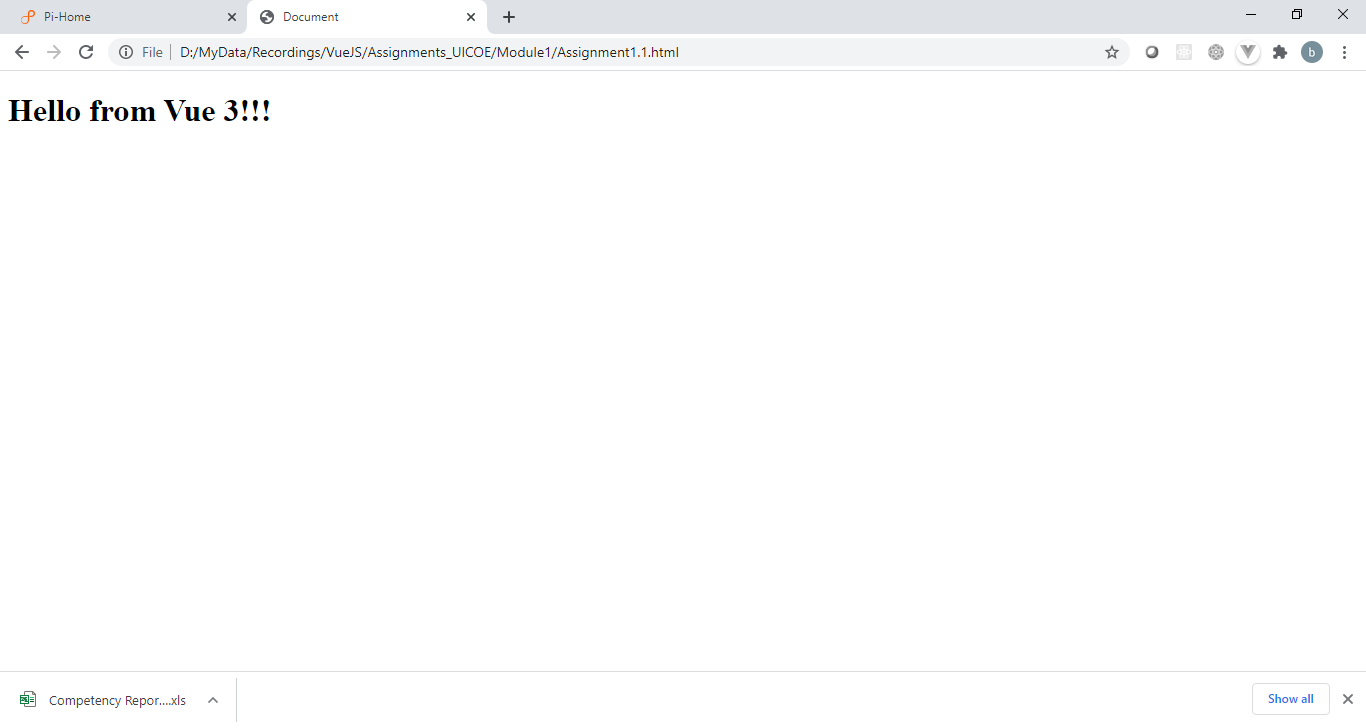 Pi-Home
Document
File
D:/MyData/Recordings/VueJS/Assignments_UICOE/Module1/Assignment1.1.html
b
Hello from Vue 3!!!
Competency Repor....xls
Show all